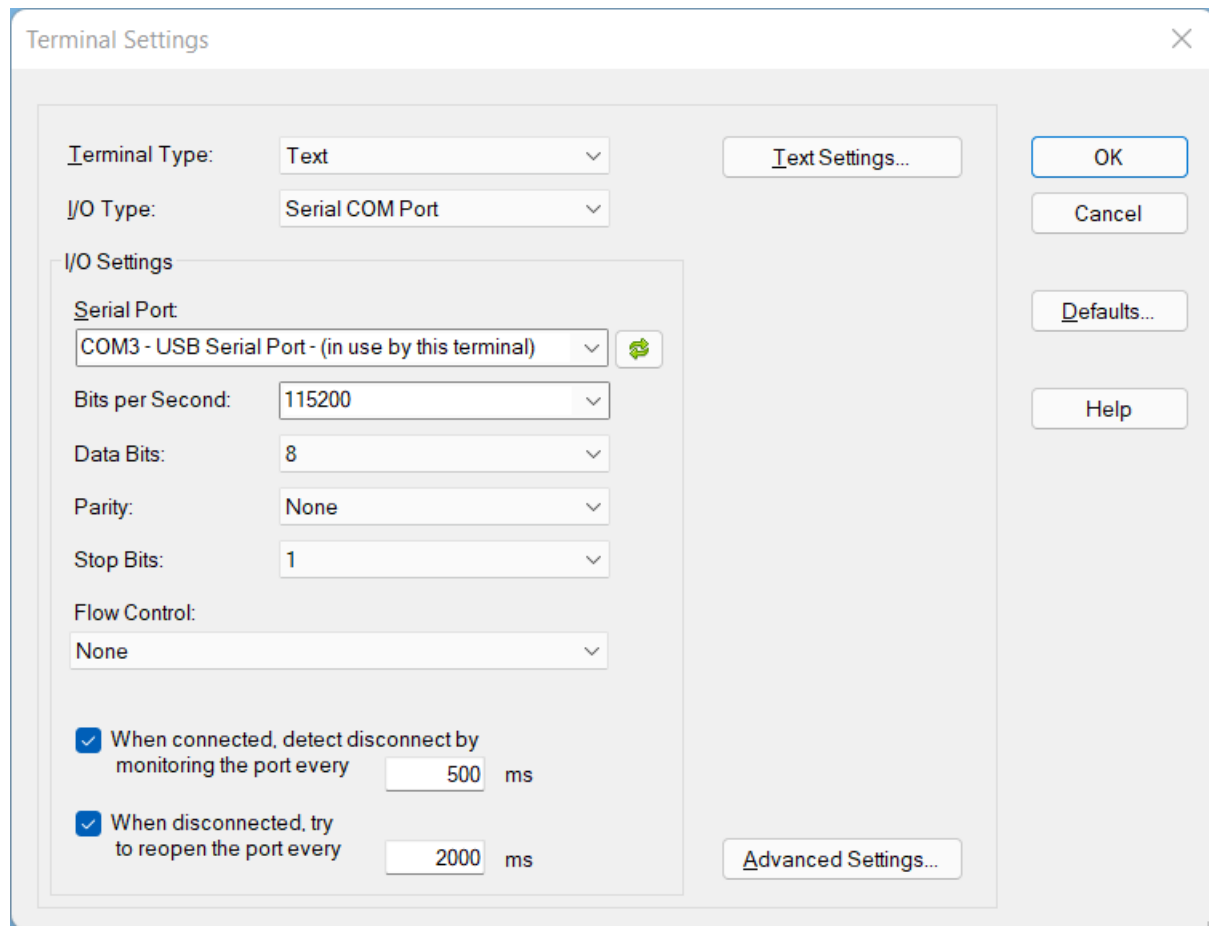 Terminal Settings
Terminal Type: Text Text Settings... OK
I/O Type: Serial COM Port Cancel
I/O Settings
Serial Port:
COM3 - USB Serial Port - (in use by this terminal) Defaults...
Bits per Second: 115200 Help
Data Bits: 8
Parity: None
Stop Bits: 1
Flow Control:
None
When connected, detect disconnect by
monitoring the port every 500 ms
When disconnected, try
to reopen the port every 2000 ms Advanced Settings...